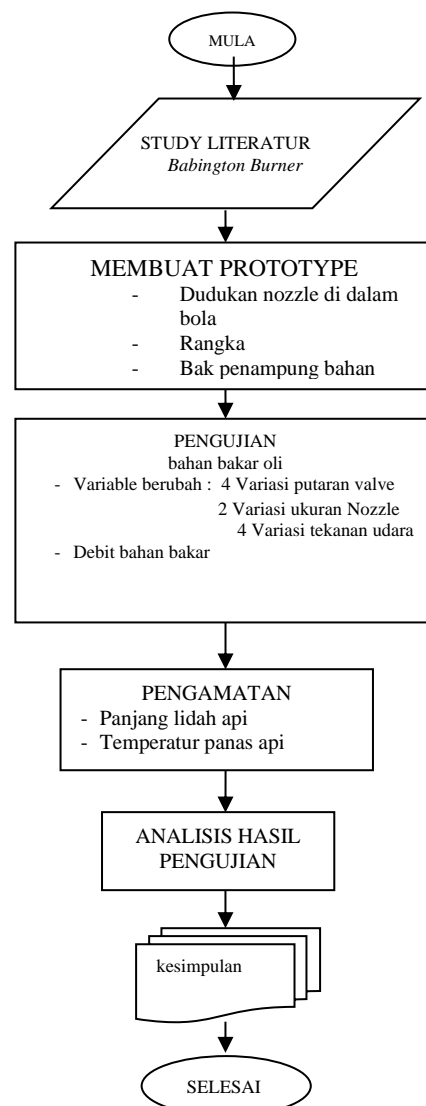 MULA
STUDY LITERATUR
Babington Burner
MEMBUAT PROTOTYPE
- Dudukan nozzle di dalam
bola
- Rangka
- Bak penampung bahan
PENGUJIAN
bahan bakar oli
- Variable berubah : 4 Variasi putaran valve
2 Variasi ukuran Nozzle
4 Variasi tekanan udara
- Debit bahan bakar
PENGAMATAN
- Panjang lidah api
- Temperatur panas api
ANALISIS HASIL
PENGUJIAN
kesimpulan
SELESAI